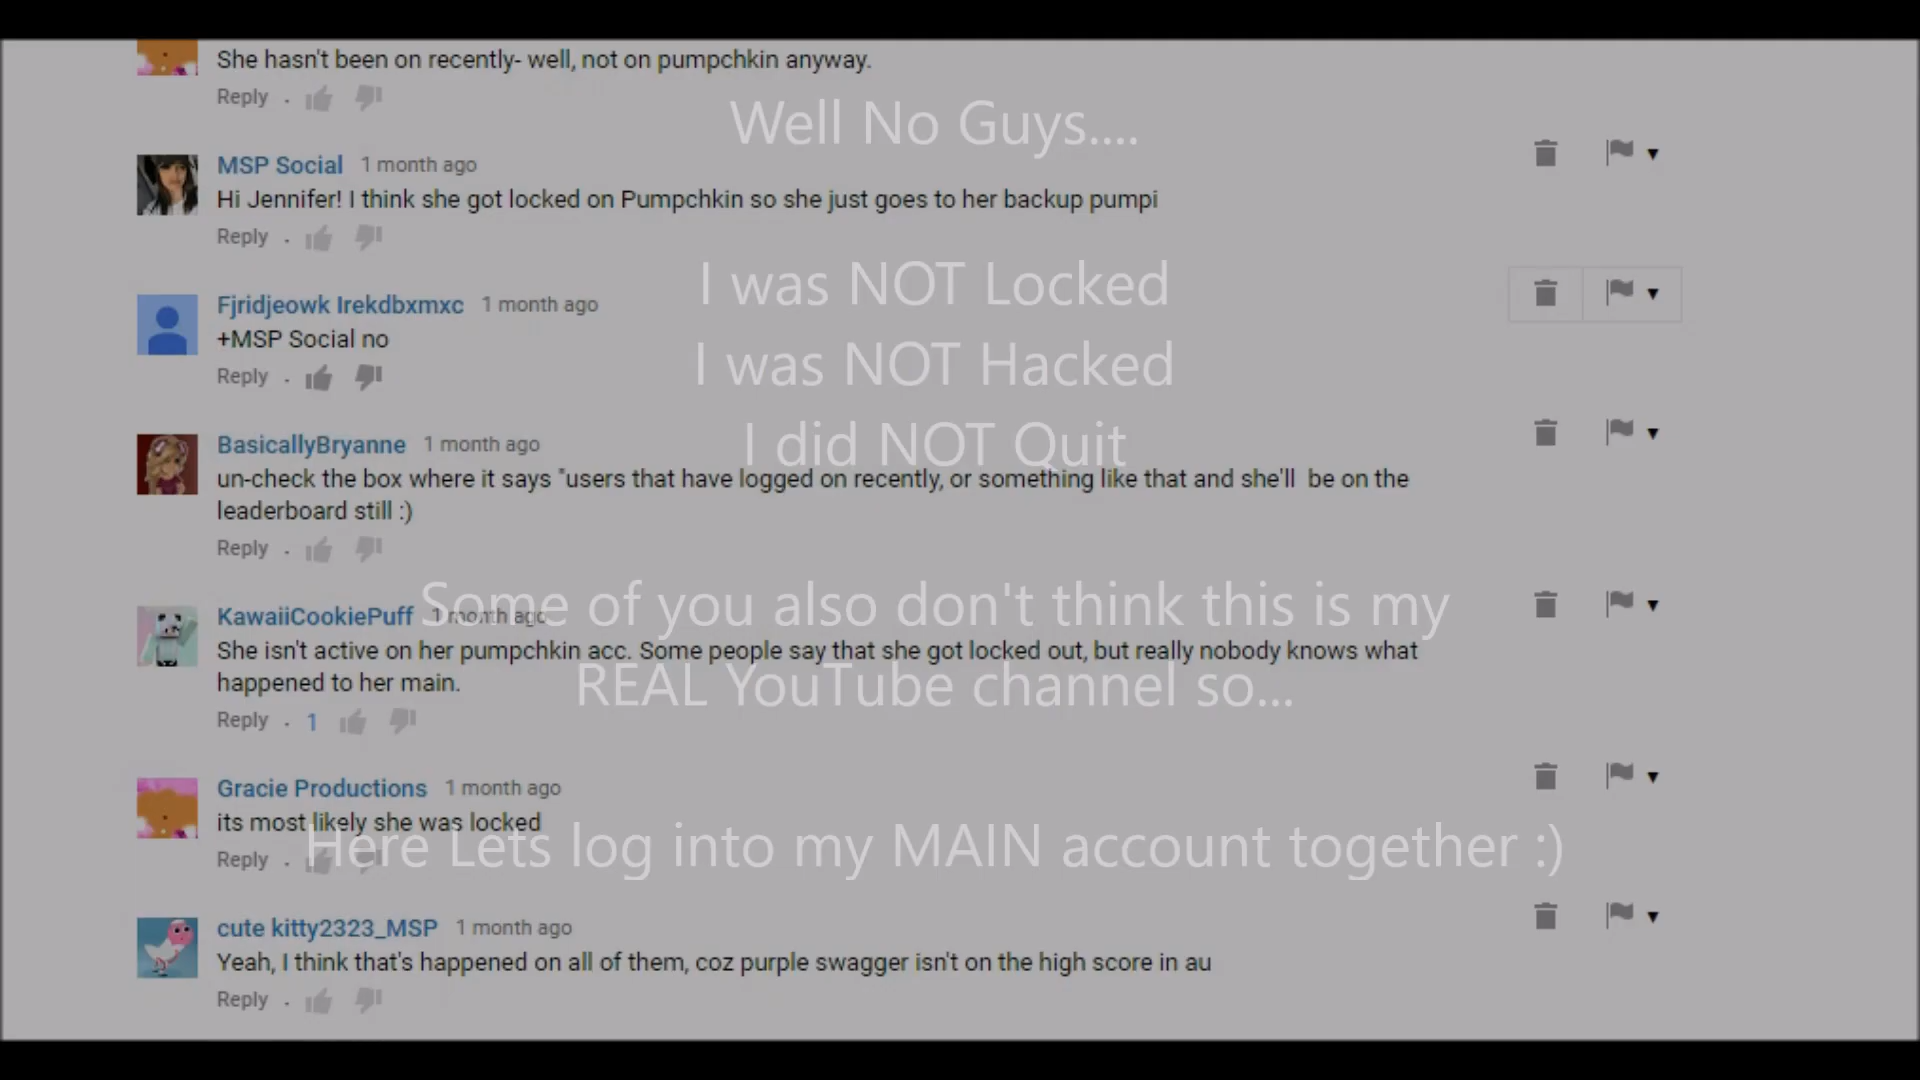 She hasn't been on recently- well, not on pumpchkin anyway.
Reply .
Well No Guys....
MSP Social 1 month ago
Hi Jennifer! I think she got locked on Pumpchkin so she just goes to her backup pumpi
Reply .
I was NOT Locked
Fjridjeowk Irekdbxmxc 1 month ago
+MSP Social no
I was NOT Hacked
Reply .
I did NOT Quit
BasicallyBryanne 1 month ago
un-check the box where it says "users that have logged on recently, or something like that and she'll be on the
leaderboard still :)
Reply .
Some of you also don't think this is my
KawaiiCookiePuff 1 month ago
She isn't active on her pumpchkin acc. Some people say that she got locked out, but really nobody knows what
happened to her main.
REAL YouTube channel so...
Reply . 1
Gracie Productions 1 month ago
its most likely she was locked
Here Lets log into my MAIN account together :)
Reply .
cute kitty2323_MSP 1 month ago
Yeah, I think that's happened on all of them, coz purple swagger isn't on the high score in au
Reply .